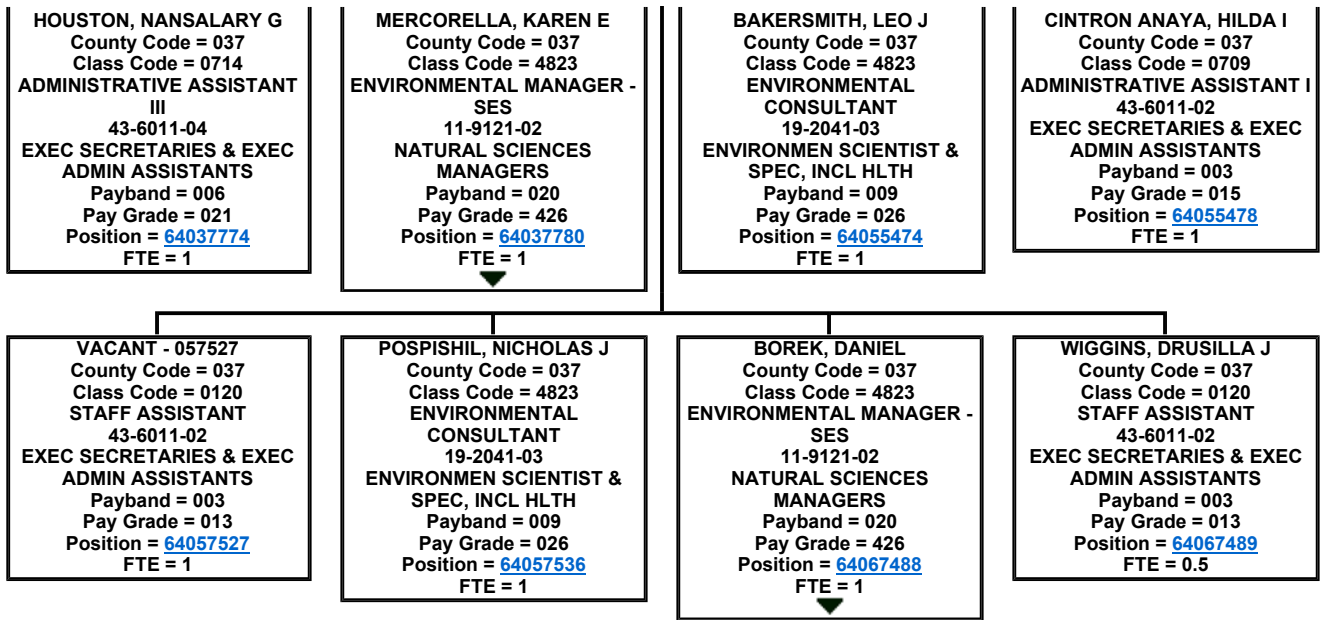 HOUSTON, NANSALARY G
County Code = 037
Class Code = 0714
ADMINISTRATIVE ASSISTANT
III
43-6011-04
EXEC SECRETARIES & EXEC
ADMIN ASSISTANTS
Payband = 006
Pay Grade = 021
Position = 64037774
FTE = 1
MERCORELLA, KAREN E
County Code = 037
Class Code = 4823
ENVIRONMENTAL MANAGER -
SES
11-9121-02
NATURAL SCIENCES
MANAGERS
Payband = 020
Pay Grade = 426
Position = 64037780
FTE = 1
BAKERSMITH, LEO J
County Code = 037
Class Code = 4823
ENVIRONMENTAL
CONSULTANT
19-2041-03
ENVIRONMEN SCIENTIST &
SPEC, INCL HLTH
Payband = 009
Pay Grade = 026
Position = 64055474
FTE = 1
CINTRON ANAYA, HILDA I
County Code = 037
Class Code = 0709
ADMINISTRATIVE ASSISTANT I
43-6011-02
EXEC SECRETARIES & EXEC
ADMIN ASSISTANTS
Payband = 003
Pay Grade = 015
Position = 64055478
FTE = 1
VACANT - 057527
County Code = 037
Class Code = 0120
STAFF ASSISTANT
43-6011-02
EXEC SECRETARIES & EXEC
ADMIN ASSISTANTS
Payband = 003
Pay Grade = 013
Position = 64057527
FTE = 1
POSPISHIL, NICHOLAS J
County Code = 037
Class Code = 4823
ENVIRONMENTAL
CONSULTANT
19-2041-03
ENVIRONMEN SCIENTIST &
SPEC, INCL HLTH
Payband = 009
Pay Grade = 026
Position = 64057536
FTE = 1
BOREK, DANIEL
County Code = 037
Class Code = 4823
ENVIRONMENTAL MANAGER -
SES
11-9121-02
NATURAL SCIENCES
MANAGERS
Payband = 020
Pay Grade = 426
Position = 64067488
FTE = 1
WIGGINS, DRUSILLA J
County Code = 037
Class Code = 0120
STAFF ASSISTANT
43-6011-02
EXEC SECRETARIES & EXEC
ADMIN ASSISTANTS
Payband = 003
Pay Grade = 013
Position = 64067489
FTE = 0.5